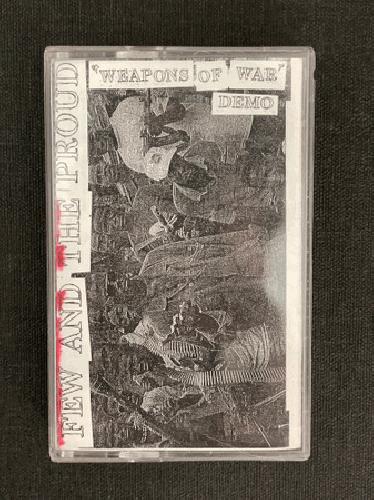 "WEAPONS OF WAR"
DEMO
FEW AND THE PROUD